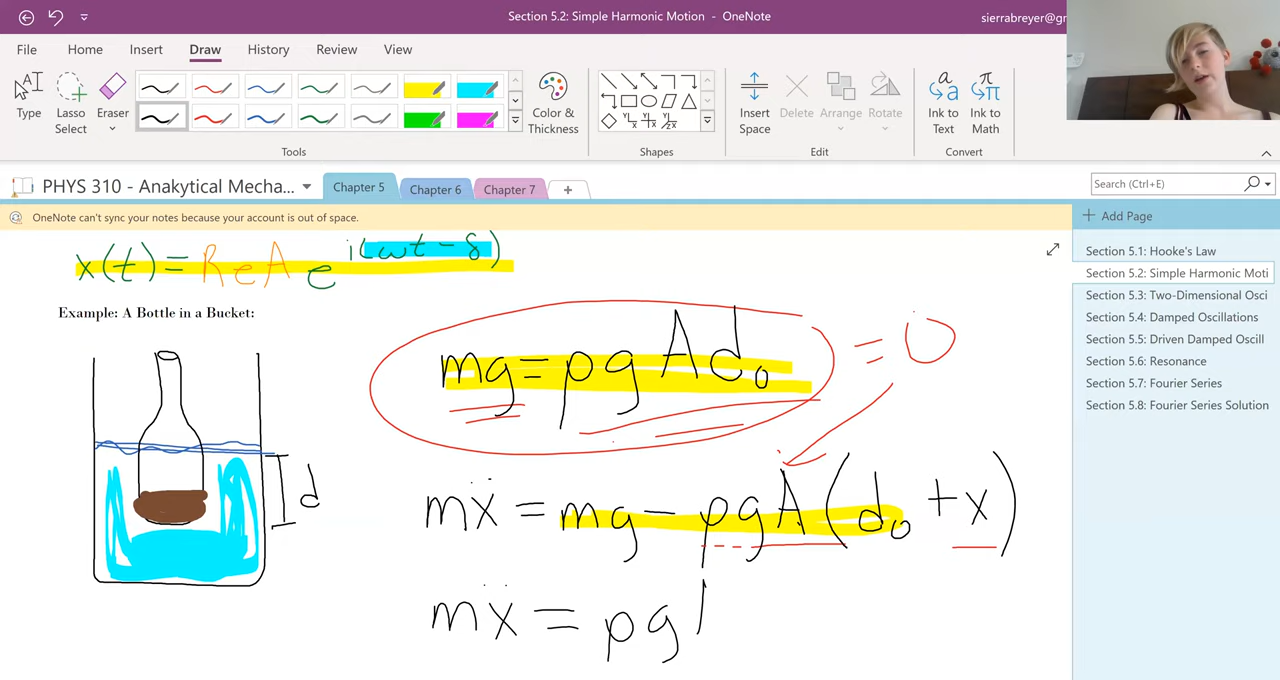 Section 5.2: Simple Harmonic Motion - OneNote
sierrabreyer@gr
File Home Insert Draw History Review View
Type
Lasso Select
Eraser
Color & Thickness
Insert Space
Delete
Arrange
Rotate
Ink to Text
Ink to Math
Tools
Shapes
Edit
Convert
PHYS 310 - Anakytical Mecha...
Chapter 5
Chapter 6
Chapter 7
Search (Ctrl+E)
OneNote can't sync your notes because your account is out of space.
Add Page
Section 5.1: Hooke's Law
Section 5.2: Simple Harmonic Moti
Section 5.3: Two-Dimensional Osci
Section 5.4: Damped Oscillations
Section 5.5: Driven Damped Oscill
Section 5.6: Resonance
Section 5.7: Fourier Series
Section 5.8: Fourier Series Solution
x(t) = Re A e^{i(ωt - δ)}
Example: A Bottle in a Bucket:
d
mg = ρgAd₀ = 0
mẍ = mg - ρgA(d₀ + x)
mẍ = ρg